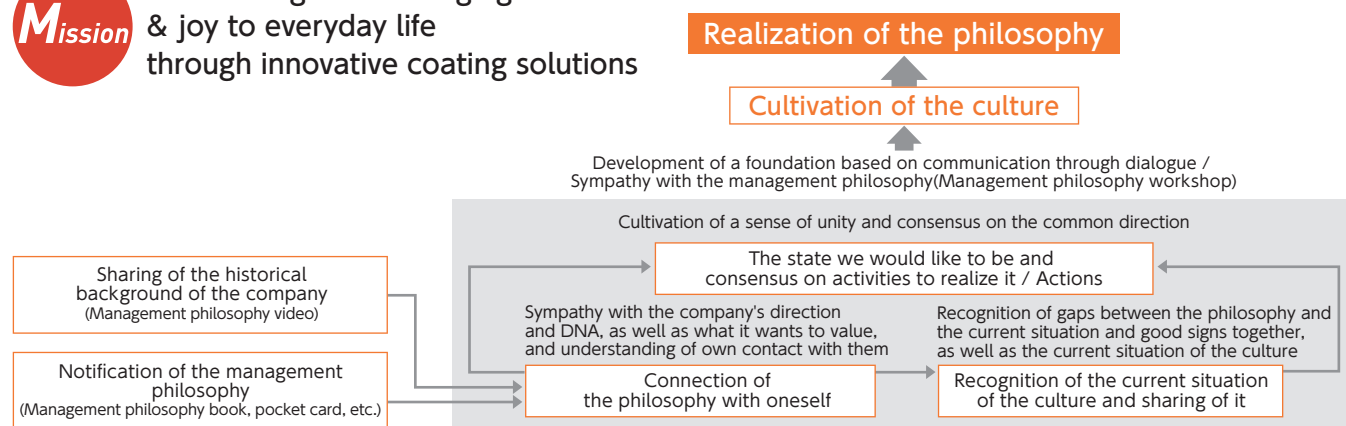 Mission
& joy to everyday life
through innovative coating solutions
Realization of the philosophy
Cultivation of the culture
Development of a foundation based on communication through dialogue /
Sympathy with the management philosophy(Management philosophy workshop)
Cultivation of a sense of unity and consensus on the common direction
The state we would like to be and
consensus on activities to realize it / Actions
Sharing of the historical
background of the company
(Management philosophy video)
Notification of the management
philosophy
(Management philosophy book, pocket card, etc.)
Sympathy with the company's direction
and DNA, as well as what it wants to value,
and understanding of own contact with them
Connection of
the philosophy with oneself
Recognition of gaps between the philosophy and
the current situation and good signs together,
as well as the current situation of the culture
Recognition of the current situation
of the culture and sharing of it